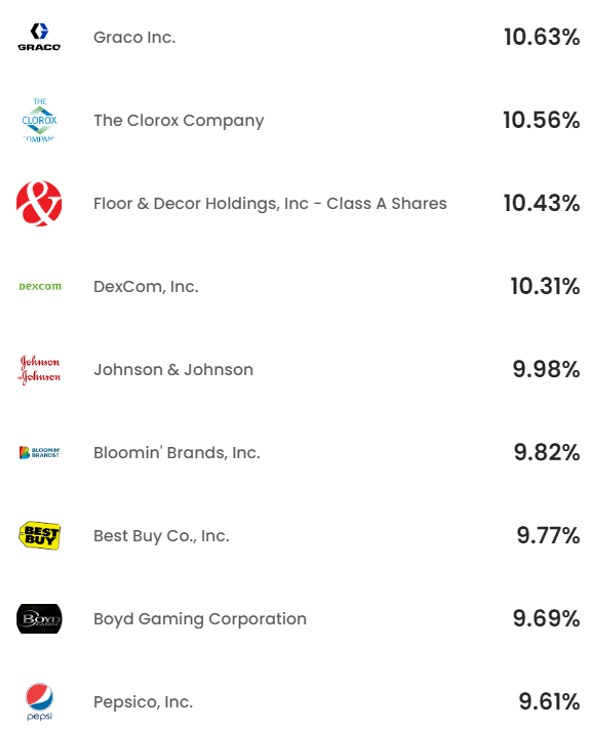 GRACO
Graco Inc.
10.63%
THE
CLOROX
COMPANY
The Clorox Company
10.56%
&
Floor & Decor Holdings, Inc - Class A Shares
10.43%
Dexcom
DexCom, Inc.
10.31%
Johnson
&Johnson
Johnson & Johnson
9.98%
BLOOMIN'
BRANDS
Bloomin' Brands, Inc.
9.82%
BEST
BUY
Best Buy Co., Inc.
9.77%
BOYD
Boyd Gaming Corporation
9.69%
pepsi
Pepsico, Inc.
9.61%